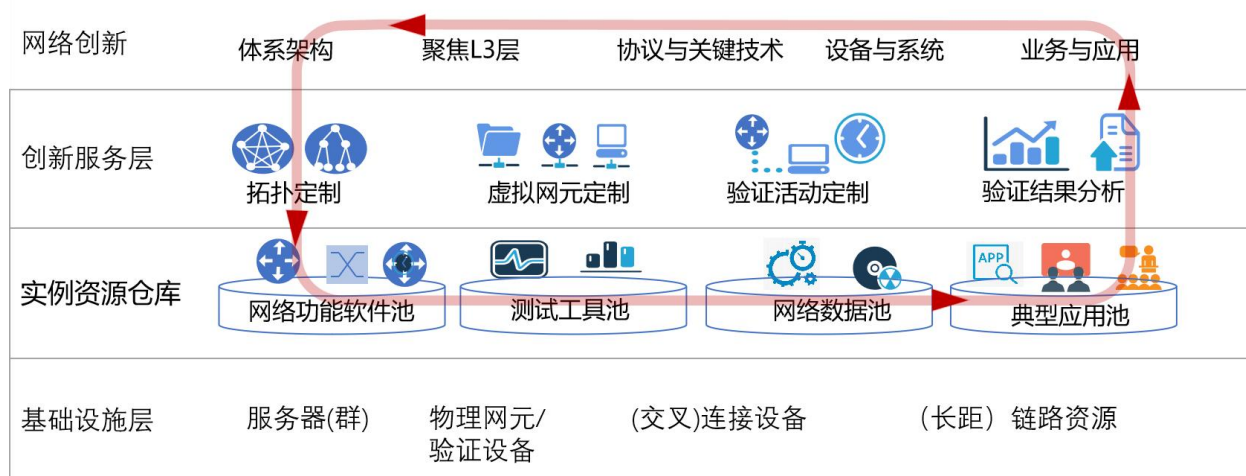 网络创新
体系架构
聚焦L3层
协议与关键技术
设备与系统
业务与应用
创新服务层
拓扑定制
虚拟网元定制
验证活动定制
验证结果分析
实例资源仓库
APP
网络功能软件池
测试工具池
网络数据池
典型应用池
基础设施层
服务器(群)
物理网元/
验证设备
(交叉)连接设备
（长距）链路资源